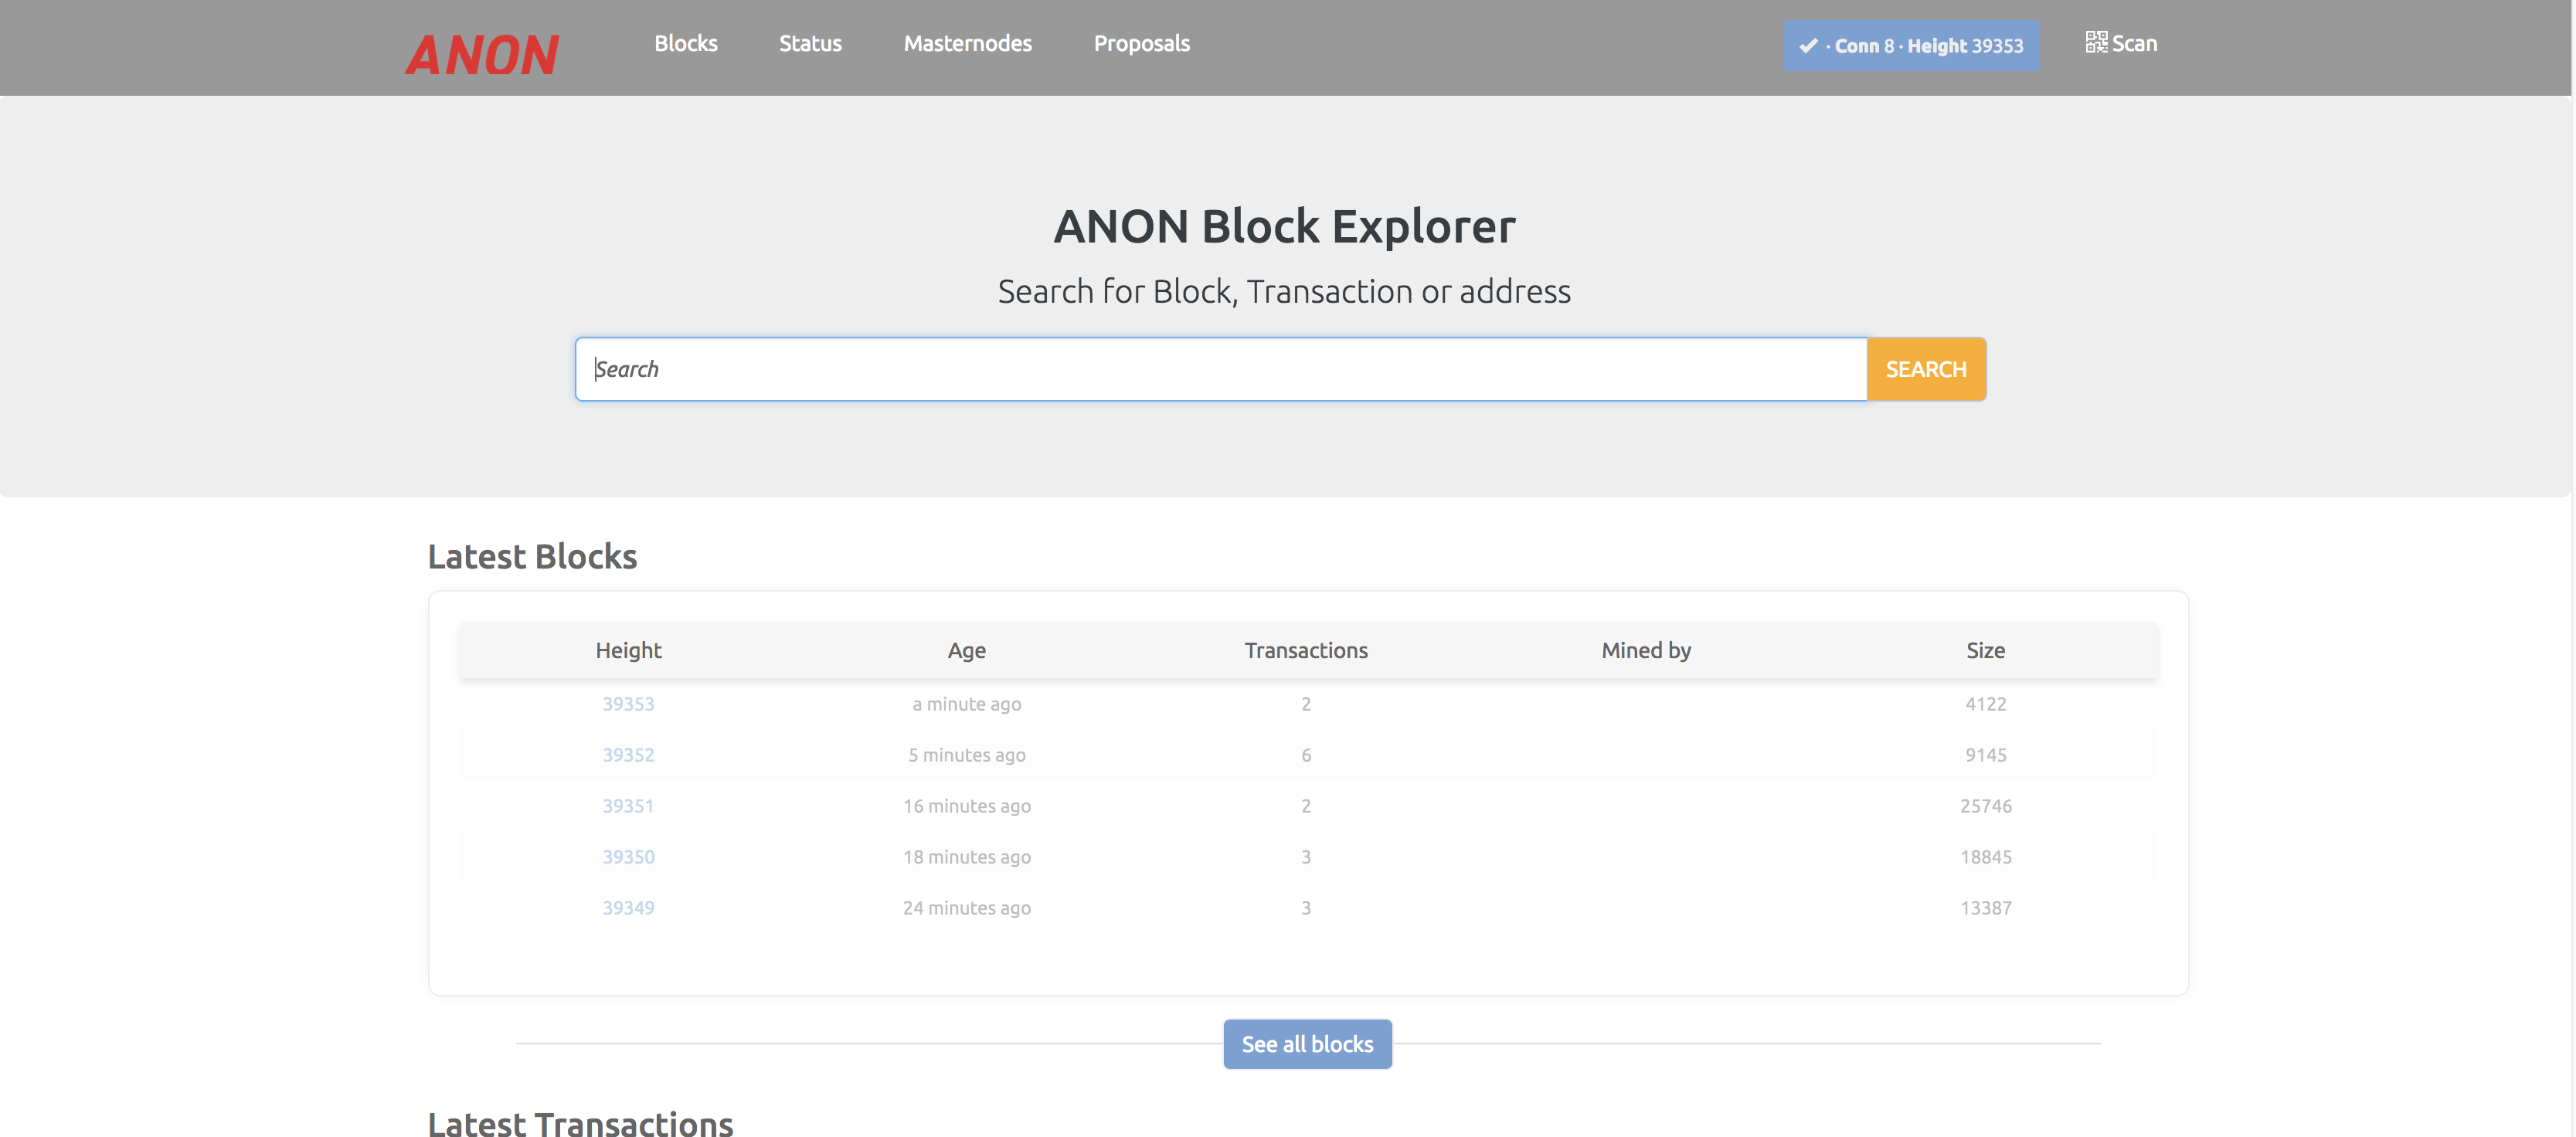 ANON Blocks Status Masternodes Proposals ✔ · Conn 8 · Height 39353 Scan
ANON Block Explorer
Search for Block, Transaction or address
Search SEARCH
Latest Blocks
Height Age Transactions Mined by Size
39353 a minute ago 2 4122
39352 5 minutes ago 6 9145
39351 16 minutes ago 2 25746
39350 18 minutes ago 3 18845
39349 24 minutes ago 3 13387
See all blocks
Latest Transactions